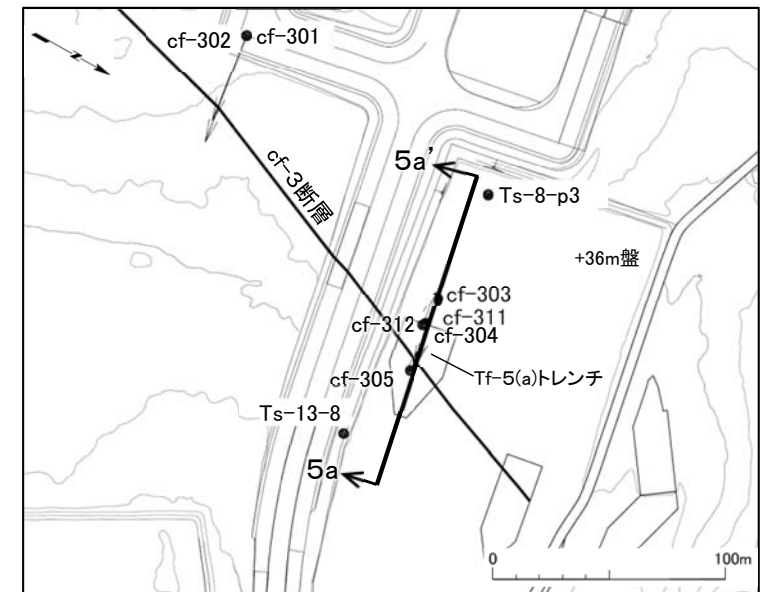 cf-302
cf-301
N
cf-3断層
5a'
Ts-8-p3
+36m盤
cf-303
cf-311
cf-312
cf-304
cf-305
Tf-5(a)トレンチ
Ts-13-8
5a
0
100m